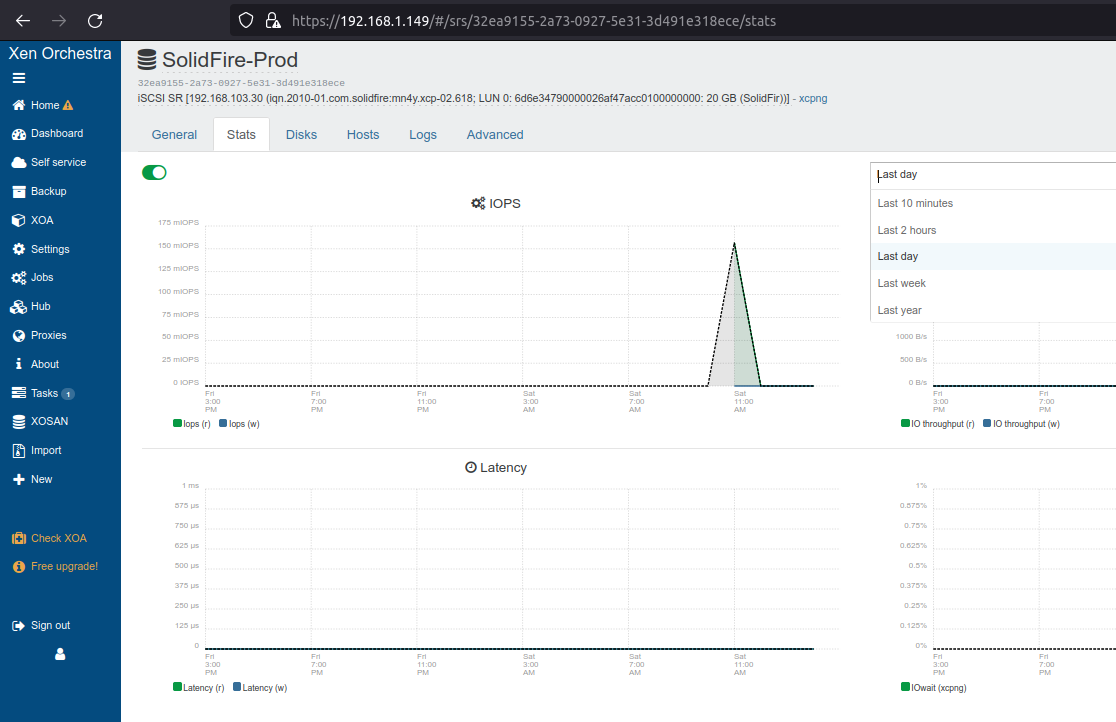 https://192.168.1.149/#/srs/32ea9155-2a73-0927-5e31-3d491e318ece/stats
Xen Orchestra
Home
Dashboard
Self service
Backup
XOA
Settings
Jobs
Hub
Proxies
About
Tasks 1
XOSAN
Import
New
Check XOA
Free upgrade!
Sign out
SolidFire-Prod
32ea9155-2a73-0927-5e31-3d491e318ece
iSCSI SR [192.168.103.30 (iqn.2010-01.com.solidfire:mn4y.xcp-02.618; LUN 0: 6d6e34790000026af47acc0100000000: 20 GB (SolidFir))] - xcpng
General Stats Disks Hosts Logs Advanced
Last day
Last 10 minutes
Last 2 hours
Last day
Last week
Last year
IOPS
175 mIOPS
150 mIOPS
125 mIOPS
100 mIOPS
75 mIOPS
50 mIOPS
25 mIOPS
0 IOPS
Fri 3:00 PM
Fri 7:00 PM
Fri 11:00 PM
Sat 3:00 AM
Sat 7:00 AM
Sat 11:00 AM
Iops (r) Iops (w)
1000 B/s
500 B/s
0 B/s
Fri 3:00 PM
Fri 7:00 PM
IO throughput (r) IO throughput (w)
Latency
1 ms
875 µs
750 µs
625 µs
500 µs
375 µs
250 µs
125 µs
0
Fri 3:00 PM
Fri 7:00 PM
Fri 11:00 PM
Sat 3:00 AM
Sat 7:00 AM
Sat 11:00 AM
Latency (r) Latency (w)
1%
0.875%
0.75%
0.625%
0.5%
0.375%
0.25%
0.125%
0%
Fri 3:00 PM
Fri 7:00 PM
IOwait (xcpng)